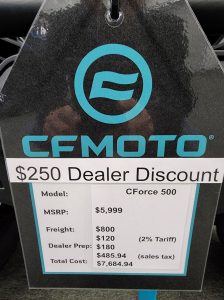 CFMOTO®
$250 Dealer Discount
Model: CForce 500
MSRP: $5,999
Freight: $800
$120 (2% Tariff)
Dealer Prep: $180
$485.94 (sales tax)
Total Cost: $7,684.94